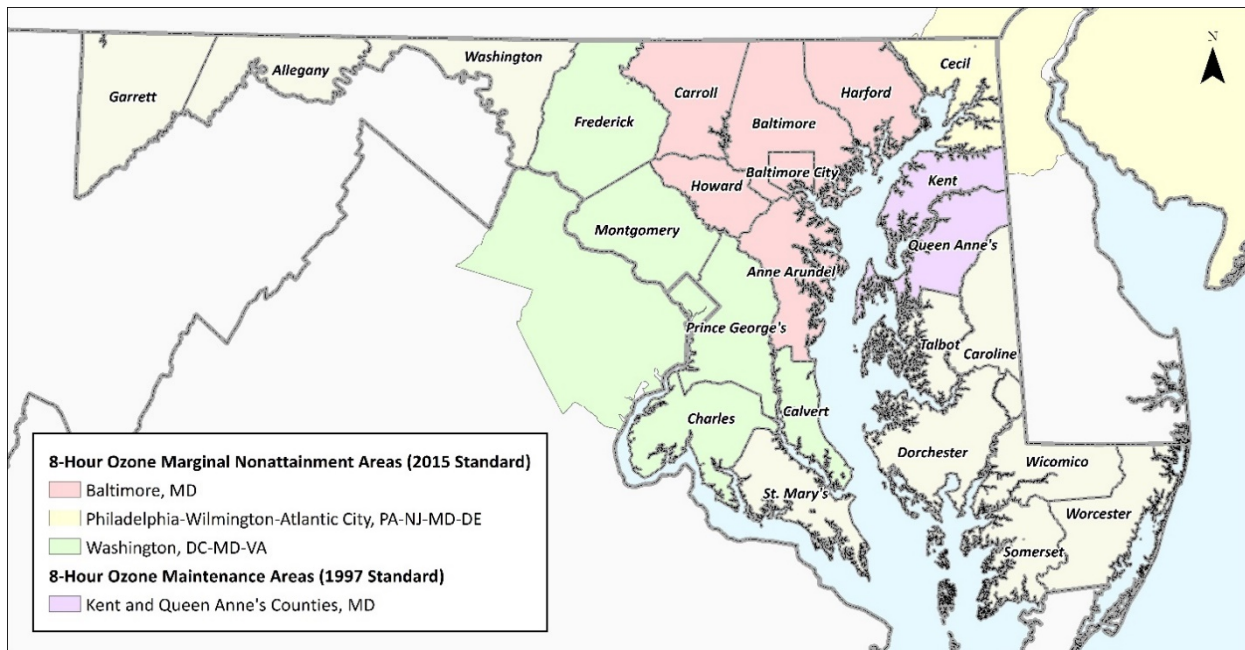 N
Garrett
Allegany
Washington
Frederick
Carroll
Baltimore
Harford
Cecil
Baltimore City
Howard
Kent
Montgomery
Queen Anne's
Anne Arundel
Prince George's
Talbot
Caroline
Charles
Calvert
Dorchester
Wicomico
St. Mary's
Worcester
Somerset
8-Hour Ozone Marginal Nonattainment Areas (2015 Standard)
Baltimore, MD
Philadelphia-Wilmington-Atlantic City, PA-NJ-MD-DE
Washington, DC-MD-VA
8-Hour Ozone Maintenance Areas (1997 Standard)
Kent and Queen Anne's Counties, MD